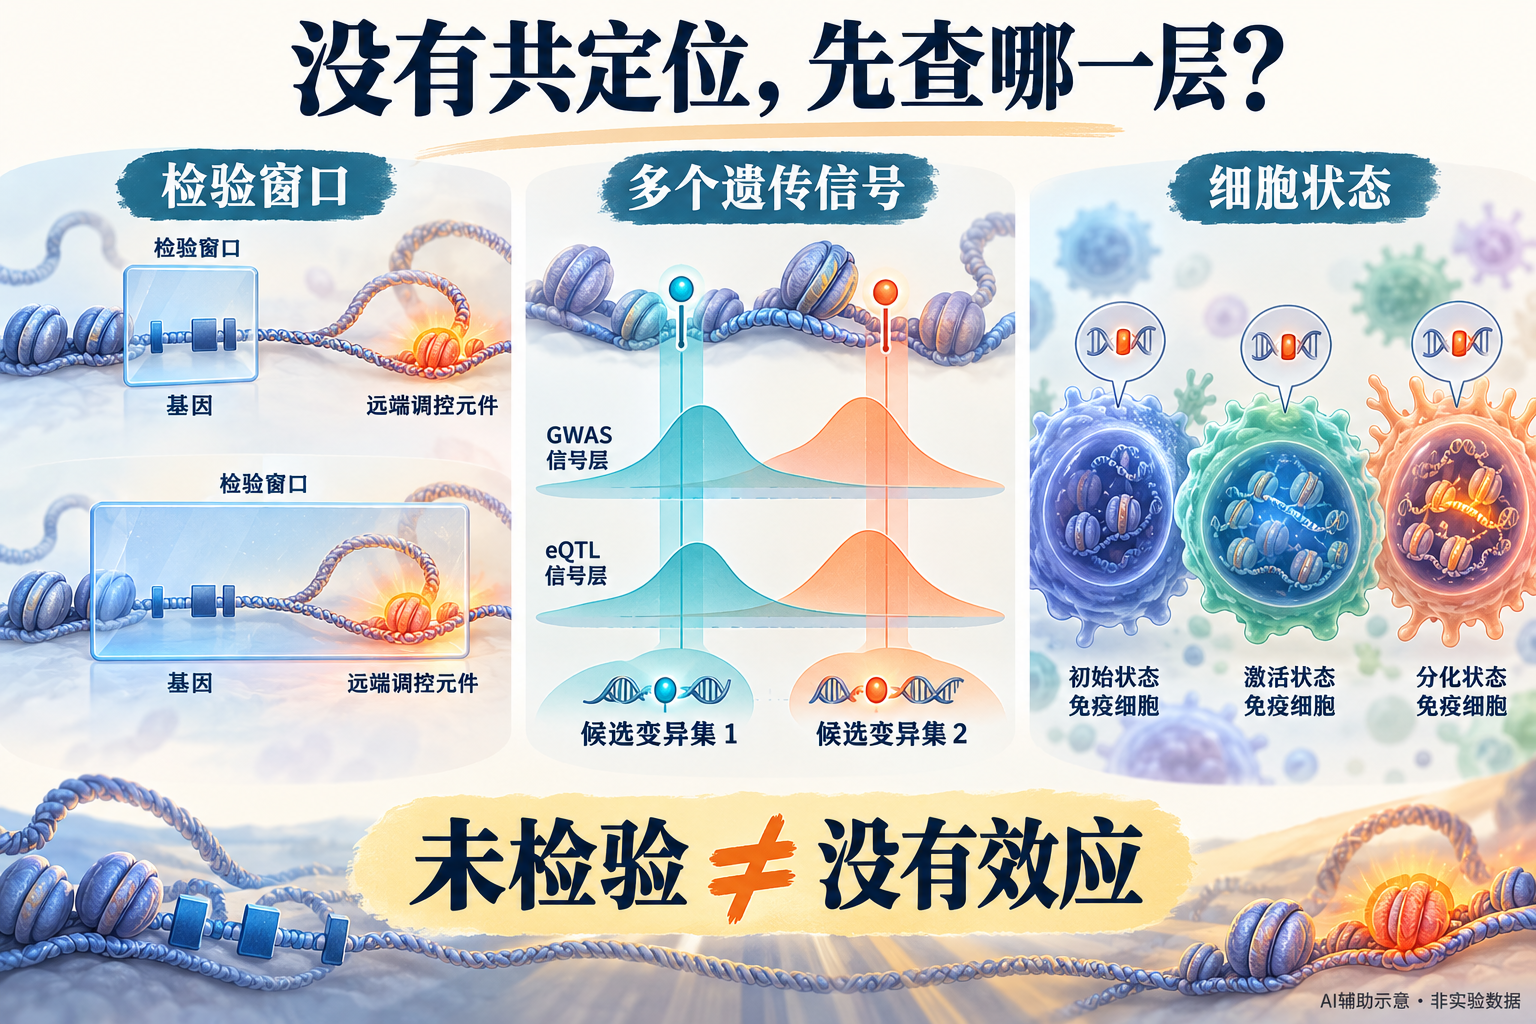 没有共定位，先查哪一层？
检验窗口
检验窗口
基因
远端调控元件
检验窗口
基因
远端调控元件
多个遗传信号
GWAS
信号层
eQTL
信号层
候选变异集 1
候选变异集 2
细胞状态
初始状态
免疫细胞
激活状态
免疫细胞
分化状态
免疫细胞
未检验 ≠ 没有效应
AI辅助示意・非实验数据